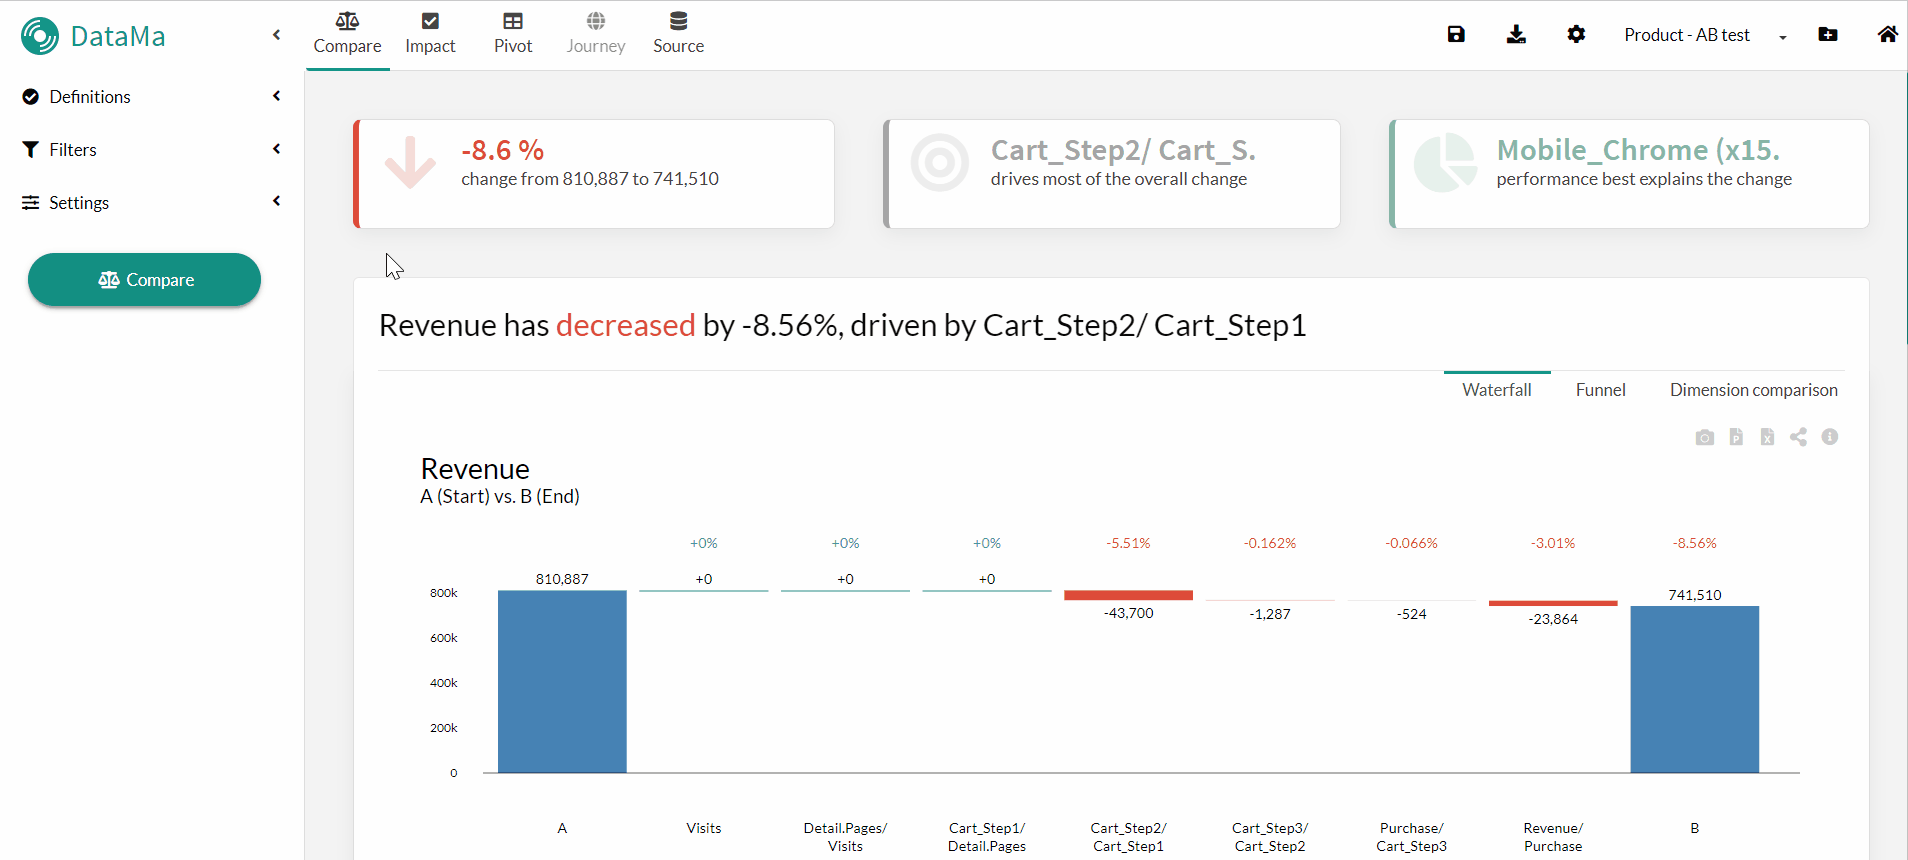 DataMa
Compare
Impact
Pivot
Journey
Source
Product - AB test
Definitions
Filters
Settings
Compare
-8.6 %
change from 810,887 to 741,510
Cart_Step2/ Cart_S.
drives most of the overall change
Mobile_Chrome (x15.
performance best explains the change
Revenue has decreased by -8.56%, driven by Cart_Step2/ Cart_Step1
Waterfall
Funnel
Dimension comparison
Revenue
A (Start) vs. B (End)
+0%
+0%
+0%
-5.51%
-0.162%
-0.066%
-3.01%
-8.56%
810,887
+0
+0
+0
-43,700
-1,287
-524
-23,864
741,510
800k
600k
400k
200k
0
A
Visits
Detail.Pages/
Visits
Cart_Step1/
Detail.Pages
Cart_Step2/
Cart_Step1
Cart_Step3/
Cart_Step2
Purchase/
Cart_Step3
Revenue/
Purchase
B